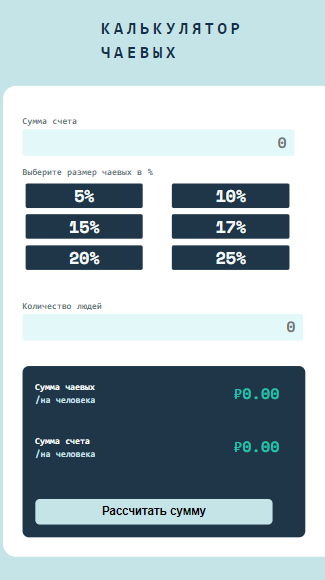 КАЛЬКУЛЯТОР
ЧАЕВЫХ
Сумма счета
0
Выберите размер чаевых в %
5% 10%
15% 17%
20% 25%
Количество людей
0
Сумма чаевых
/на человека
₽0.00
Сумма счета
/на человека
₽0.00
Рассчитать сумму